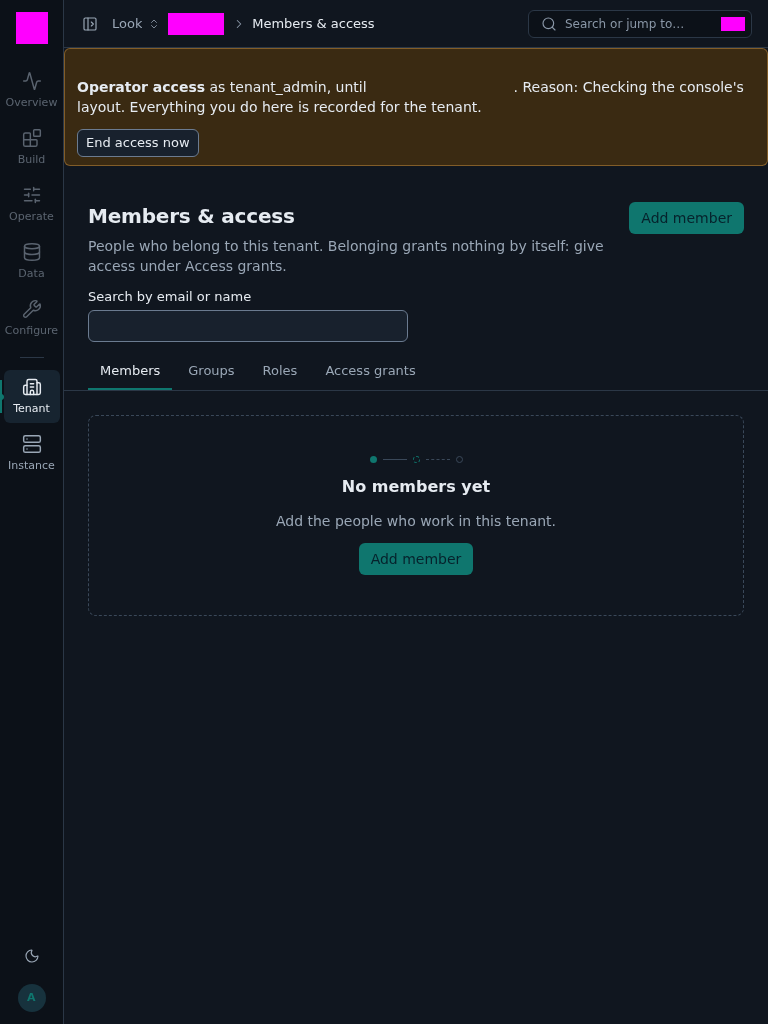 Look
Members & access
Search or jump to…
Overview
Build
Operate
Data
Configure
Tenant
Instance
A
Operator access as tenant_admin, until . Reason: Checking the console's
layout. Everything you do here is recorded for the tenant.
End access now
Members & access
Add member
People who belong to this tenant. Belonging grants nothing by itself: give
access under Access grants.
Search by email or name
Members Groups Roles Access grants
No members yet
Add the people who work in this tenant.
Add member